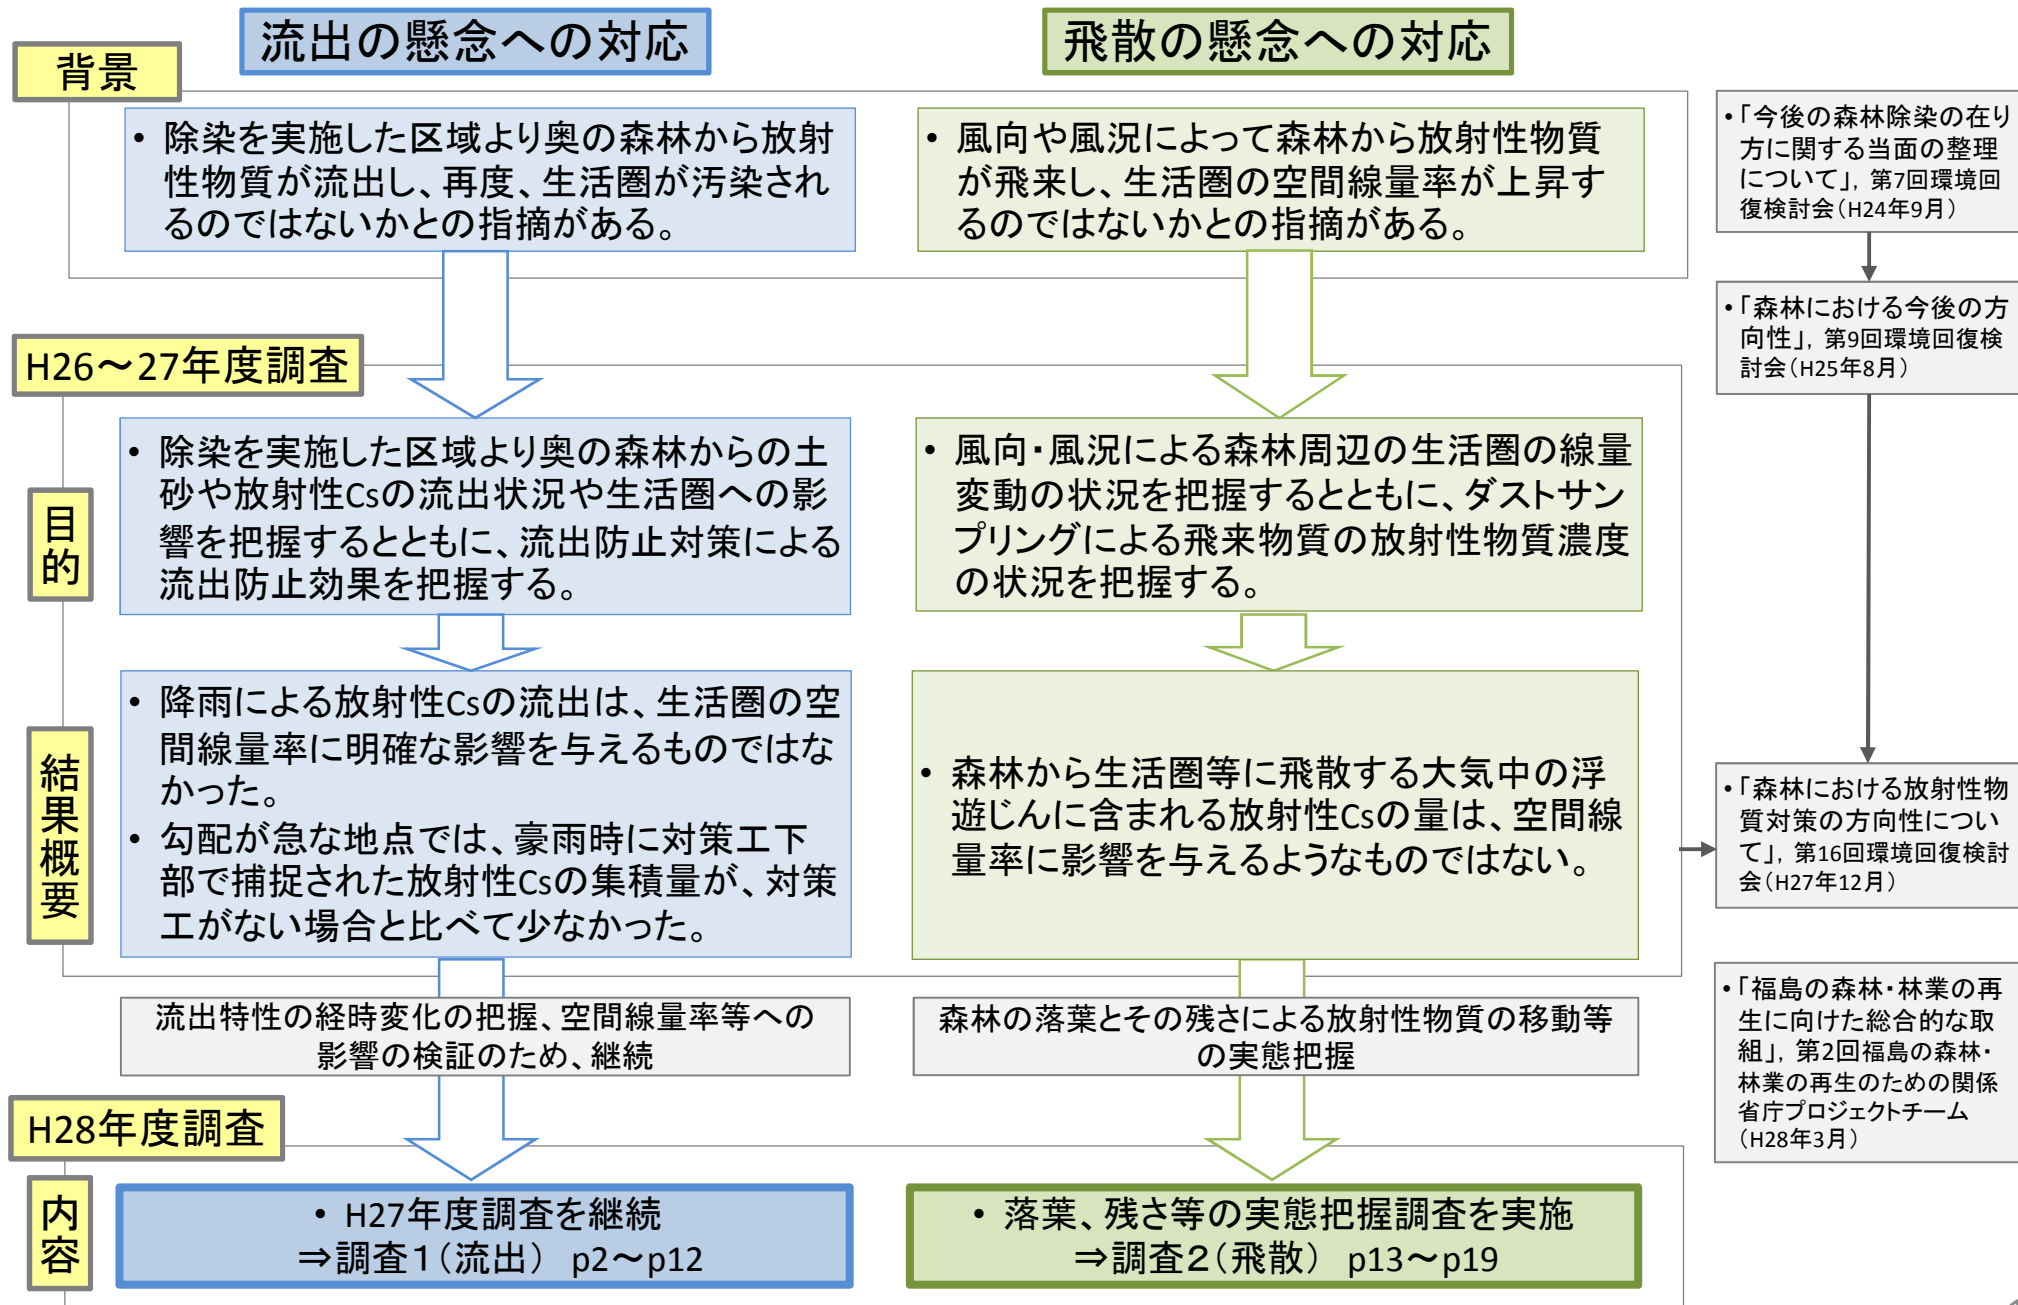 流出の懸念への対応
飛散の懸念への対応
背景
• 除染を実施した区域より奥の森林から放射
性物質が流出し、再度、生活圏が汚染され
るのではないかとの指摘がある。
• 風向や風況によって森林から放射性物質
が飛来し、生活圏の空間線量率が上昇す
るのではないかとの指摘がある。
H26～27年度調査
目的
• 除染を実施した区域より奥の森林からの土
砂や放射性Csの流出状況や生活圏への影
響を把握するとともに、流出防止対策による
流出防止効果を把握する。
• 風向・風況による森林周辺の生活圏の線量
変動の状況を把握するとともに、ダストサン
プリングによる飛来物質の放射性物質濃度
の状況を把握する。
結果概要
• 降雨による放射性Csの流出は、生活圏の空
間線量率に明確な影響を与えるものではな
かった。
• 勾配が急な地点では、豪雨時に対策工下
部で捕捉された放射性Csの集積量が、対策
工がない場合と比べて少なかった。
• 森林から生活圏等に飛散する大気中の浮
遊じんに含まれる放射性Csの量は、空間線
量率に影響を与えるようなものではない。
流出特性の経時変化の把握、空間線量率等への
影響の検証のため、継続
森林の落葉とその残さによる放射性物質の移動等
の実態把握
H28年度調査
内容
• H27年度調査を継続
⇒調査１（流出） p2～p12
• 落葉、残さ等の実態把握調査を実施
⇒調査２（飛散） p13～p19
•「今後の森林除染の在り
方に関する当面の整理
について」, 第7回環境回
復検討会（H24年9月）
•「森林における今後の方
向性」, 第9回環境回復検
討会（H25年8月）
•「森林における放射性物
質対策の方向性につい
て」, 第16回環境回復検討
会（H27年12月）
•「福島の森林・林業の再
生に向けた総合的な取
組」, 第2回福島の森林・
林業の再生のための関係
省庁プロジェクトチーム
（H28年3月）